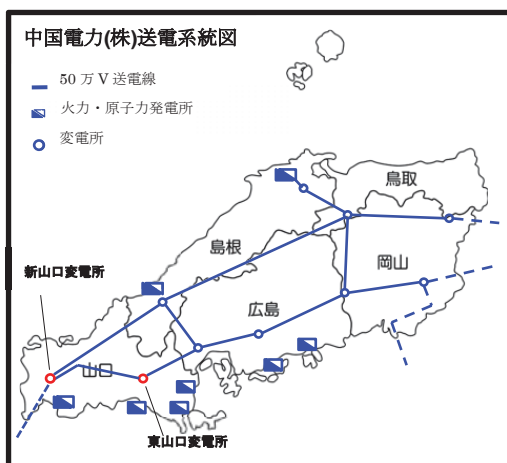 中国電力(株)送電系統図
50万V送電線
火力・原子力発電所
変電所
鳥取
島根
岡山
新山口変電所
広島
山口
東山口変電所